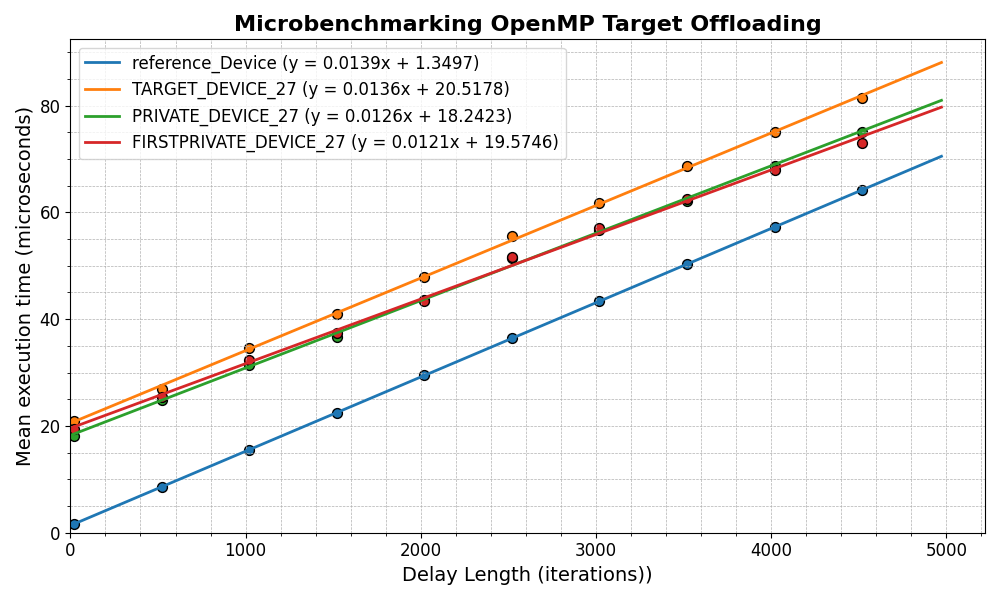 Microbenchmarking OpenMP Target Offloading
reference_Device (y = 0.0139x + 1.3497)
TARGET_DEVICE_27 (y = 0.0136x + 20.5178)
PRIVATE_DEVICE_27 (y = 0.0126x + 18.2423)
FIRSTPRIVATE_DEVICE_27 (y = 0.0121x + 19.5746)
Mean execution time (microseconds)
80
60
40
20
0
0 1000 2000 3000 4000 5000
Delay Length (iterations))